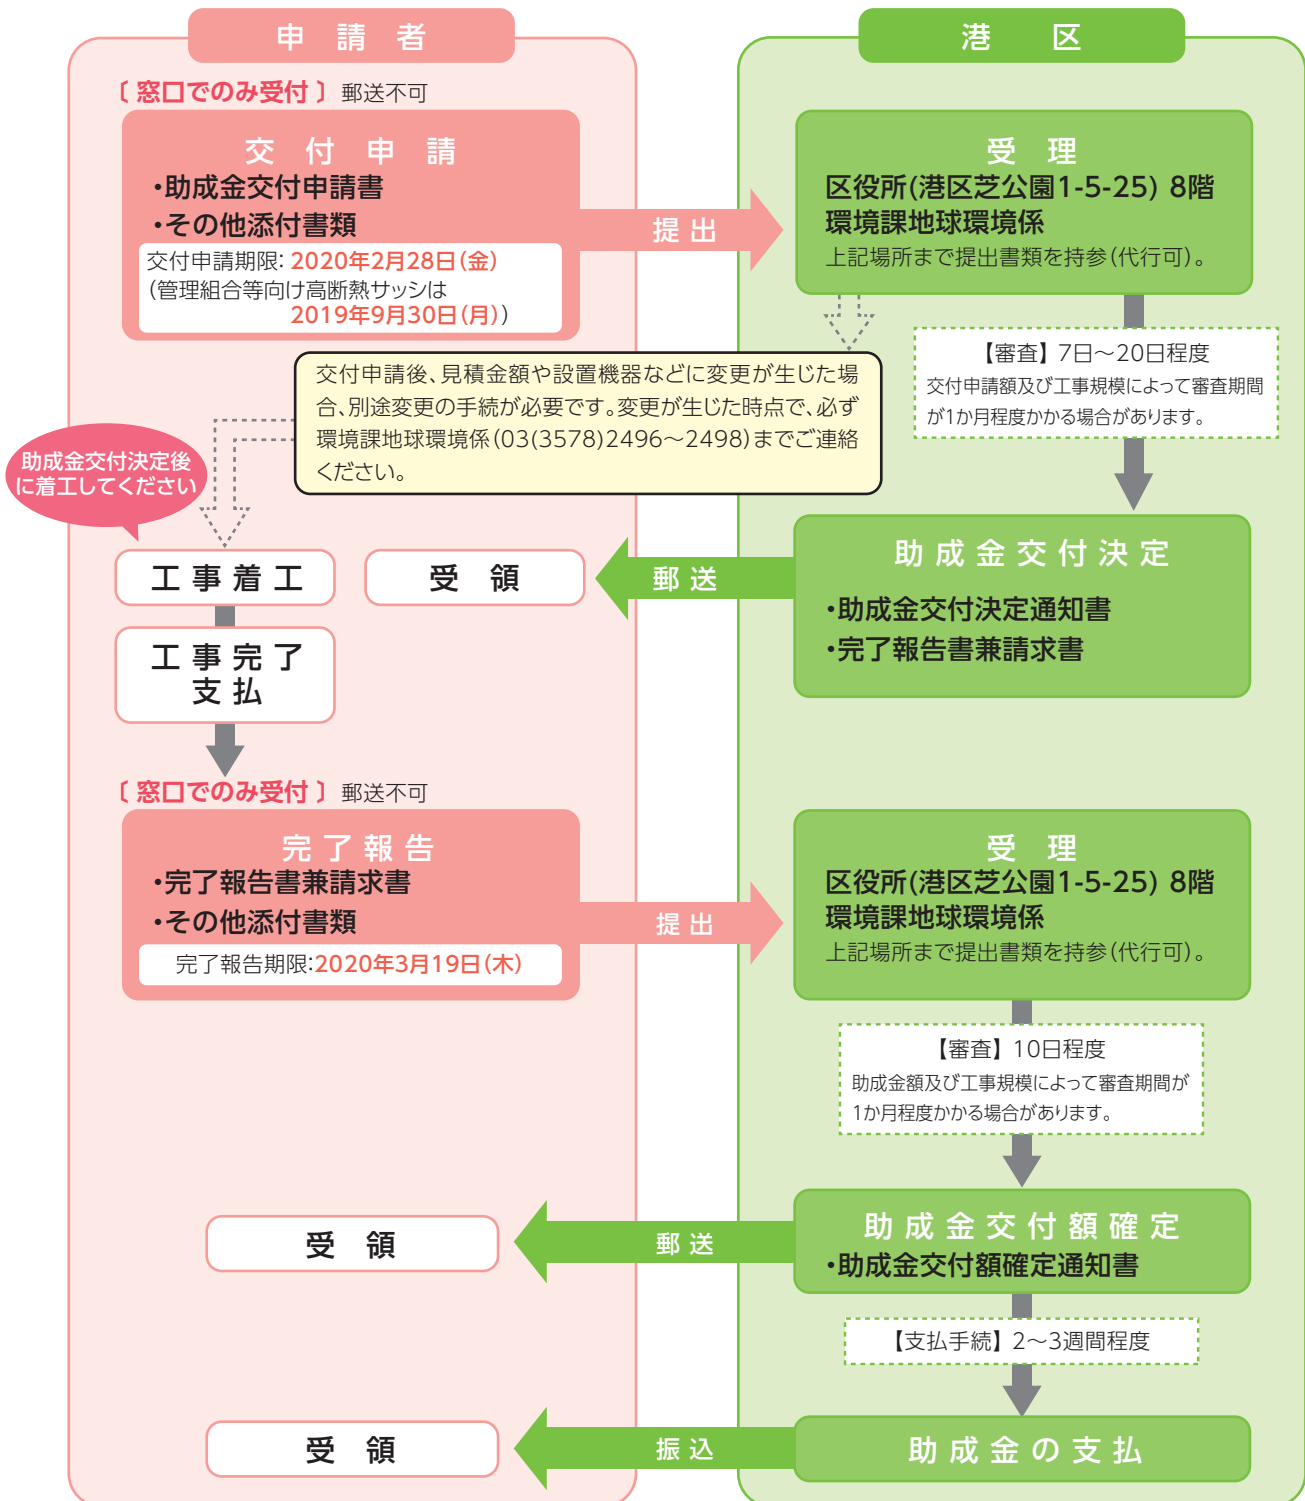 申請者
港区
〔窓口でのみ受付〕郵送不可
交付申請
・助成金交付申請書
・その他添付書類
交付申請期限：2020年2月28日（金）
（管理組合等向け高断熱サッシは
2019年9月30日（月））
提出
受理
区役所(港区芝公園1-5-25) 8階
環境課地球環境係
上記場所まで提出書類を持参（代行可）。
【審査】7日～20日程度
交付申請額及び工事規模によって審査期間
が1か月程度かかる場合があります。
交付申請後、見積金額や設置機器などに変更が生じた場
合、別途変更の手続が必要です。変更が生じた時点で、必ず
環境課地球環境係（03(3578)2496～2498）までご連絡
ください。
助成金交付決定後
に着工してください
助成金交付決定
・助成金交付決定通知書
・完了報告書兼請求書
郵送
受領
工事着工
工事完了
支払
〔窓口でのみ受付〕郵送不可
完了報告
・完了報告書兼請求書
・その他添付書類
完了報告期限：2020年3月19日（木）
提出
受理
区役所(港区芝公園1-5-25) 8階
環境課地球環境係
上記場所まで提出書類を持参（代行可）。
【審査】10日程度
助成金額及び工事規模によって審査期間が
1か月程度かかる場合があります。
助成金交付額確定
・助成金交付額確定通知書
郵送
受領
【支払手続】2～3週間程度
助成金の支払
振込
受領